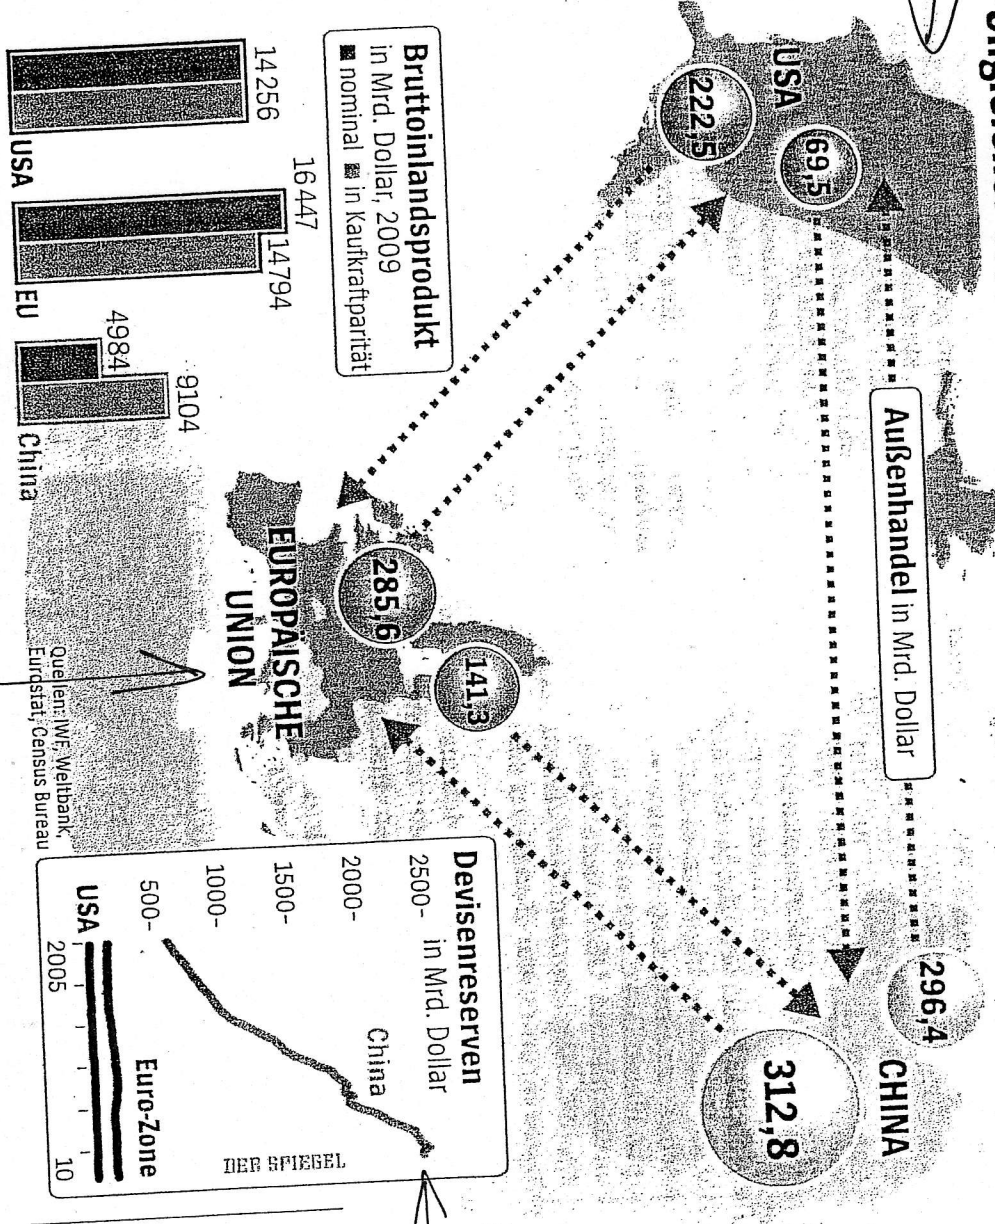 Außenhandel in Mrd. Dollar
USA
69,5
222,5
296,4
CHINA
312,8
141,3
285,6
EUROPÄISCHE
UNION
Bruttoinlandsprodukt
in Mrd. Dollar, 2009
nominal in Kaufkraftparität
14256
USA
16447
14794
EU
4984
9104
China
Quellen: IWF, Weltbank,
Eurostat, Census Bureau
Devisenreserven
in Mrd. Dollar
2500-
2000-
1500-
1000-
500-
China
Euro-Zone
USA
2005
10
DER SPIEGEL